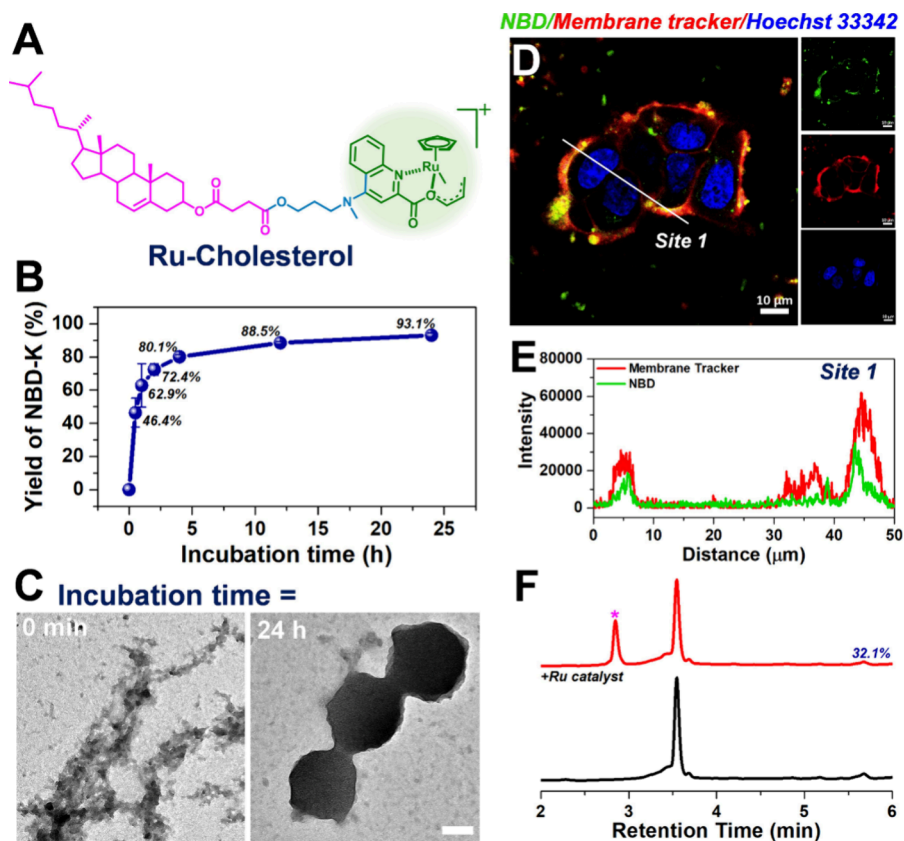 NBD/Membrane tracker/Hoechst 33342
A
+
Ru
N
O
O
O
O
O
O
N
Ru-Cholesterol
D
Site 1
10 μm
B
Yield of NBD-K (%)
100
80
60
40
20
0
46.4%
62.9%
72.4%
80.1%
88.5%
93.1%
0
5
10
15
20
25
Incubation time (h)
E
Site 1
Membrane Tracker
NBD
Intensity
80000
60000
40000
20000
0
0
10
20
30
40
50
Distance (μm)
C
Incubation time =
0 min
24 h
F
*
32.1%
+Ru catalyst
2
3
4
5
6
Retention Time (min)